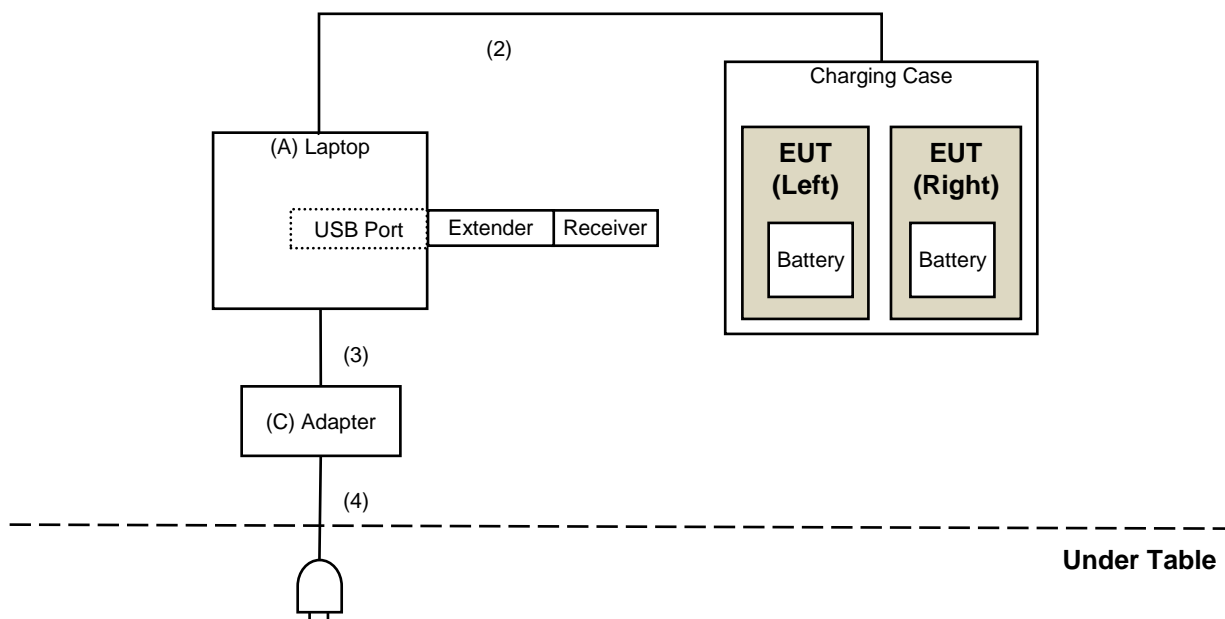 (2)
Charging Case
(A) Laptop
EUT
(Left)
EUT
(Right)
USB Port
Extender
Receiver
Battery
Battery
(3)
(C) Adapter
(4)
Under Table